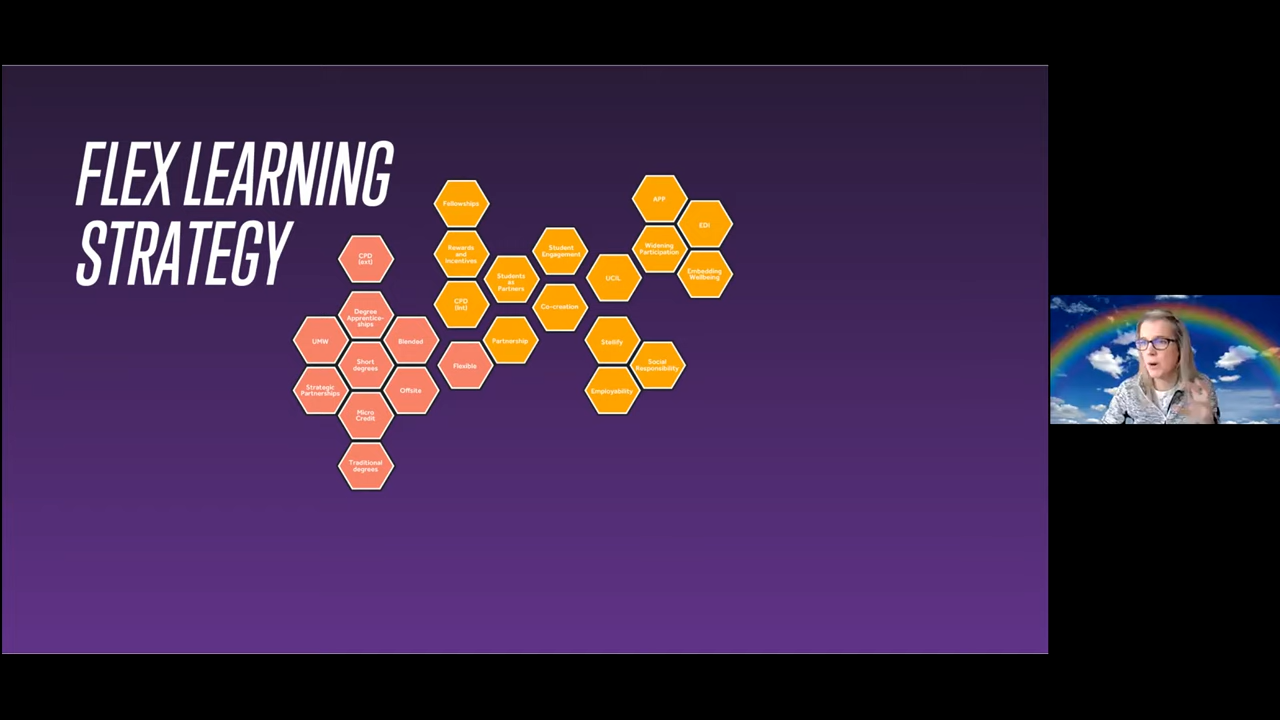 FLEX LEARNING
STRATEGY
CPD
(ext)
Degree
Apprentice-
ships
UMW
Blended
Short
degrees
Strategic
Partnerships
Offsite
Micro
Credit
Traditional
degrees
Flexible
Fellowships
Rewards
and
Incentives
CPD
(int)
Students
as
Partners
Partnership
Student
Engagement
Co-creation
UCIL
Stellify
Employability
Social
Responsibility
APP
EDI
Widening
Participation
Embedding
Wellbeing